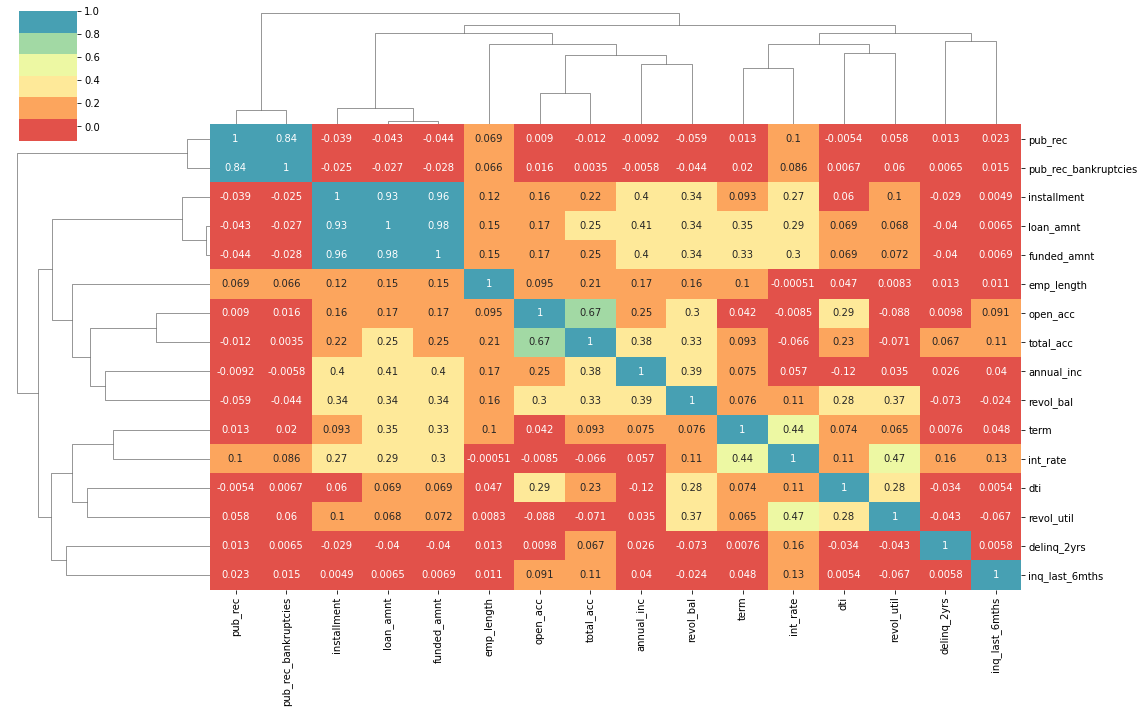 1.0
0.8
0.6
0.4
0.2
0.0
1 0.84 -0.039 -0.043 -0.044 0.069 0.009 -0.012 -0.0092 -0.059 0.013 0.1 -0.0054 0.058 0.013 0.023 pub_rec
0.84 1 -0.025 -0.027 -0.028 0.066 0.016 0.0035 -0.0058 -0.044 0.02 0.086 0.0067 0.06 0.0065 0.015 pub_rec_bankruptcies
-0.039 -0.025 1 0.93 0.96 0.12 0.16 0.22 0.4 0.34 0.093 0.27 0.06 0.1 -0.029 0.0049 installment
-0.043 -0.027 0.93 1 0.98 0.15 0.17 0.25 0.41 0.34 0.35 0.29 0.069 0.068 -0.04 0.0065 loan_amnt
-0.044 -0.028 0.96 0.98 1 0.15 0.17 0.25 0.4 0.34 0.33 0.3 0.069 0.072 -0.04 0.0069 funded_amnt
0.069 0.066 0.12 0.15 0.15 1 0.095 0.21 0.17 0.16 0.1 -0.00051 0.047 0.0083 0.013 0.011 emp_length
0.009 0.016 0.16 0.17 0.17 0.095 1 0.67 0.25 0.3 0.042 -0.0085 0.29 -0.088 0.0098 0.091 open_acc
-0.012 0.0035 0.22 0.25 0.25 0.21 0.67 1 0.38 0.33 0.093 -0.066 0.23 -0.071 0.067 0.11 total_acc
-0.0092 -0.0058 0.4 0.41 0.4 0.17 0.25 0.38 1 0.39 0.075 0.057 -0.12 0.035 0.026 0.04 annual_inc
-0.059 -0.044 0.34 0.34 0.34 0.16 0.3 0.33 0.39 1 0.076 0.11 0.28 0.37 -0.073 -0.024 revol_bal
0.013 0.02 0.093 0.35 0.33 0.1 0.042 0.093 0.075 0.076 1 0.44 0.074 0.065 0.0076 0.048 term
0.1 0.086 0.27 0.29 0.3 -0.00051 -0.0085 -0.066 0.057 0.11 0.44 1 0.11 0.47 0.16 0.13 int_rate
-0.0054 0.0067 0.06 0.069 0.069 0.047 0.29 0.23 -0.12 0.28 0.074 0.11 1 0.28 -0.034 0.0054 dti
0.058 0.06 0.1 0.068 0.072 0.0083 -0.088 -0.071 0.035 0.37 0.065 0.47 0.28 1 -0.043 -0.067 revol_util
0.013 0.0065 -0.029 -0.04 -0.04 0.013 0.0098 0.067 0.026 -0.073 0.0076 0.16 -0.034 -0.043 1 0.0058 delinq_2yrs
0.023 0.015 0.0049 0.0065 0.0069 0.011 0.091 0.11 0.04 -0.024 0.048 0.13 0.0054 -0.067 0.0058 1 inq_last_6mths
pub_rec
pub_rec_bankruptcies
installment
loan_amnt
funded_amnt
emp_length
open_acc
total_acc
annual_inc
revol_bal
term
int_rate
dti
revol_util
delinq_2yrs
inq_last_6mths